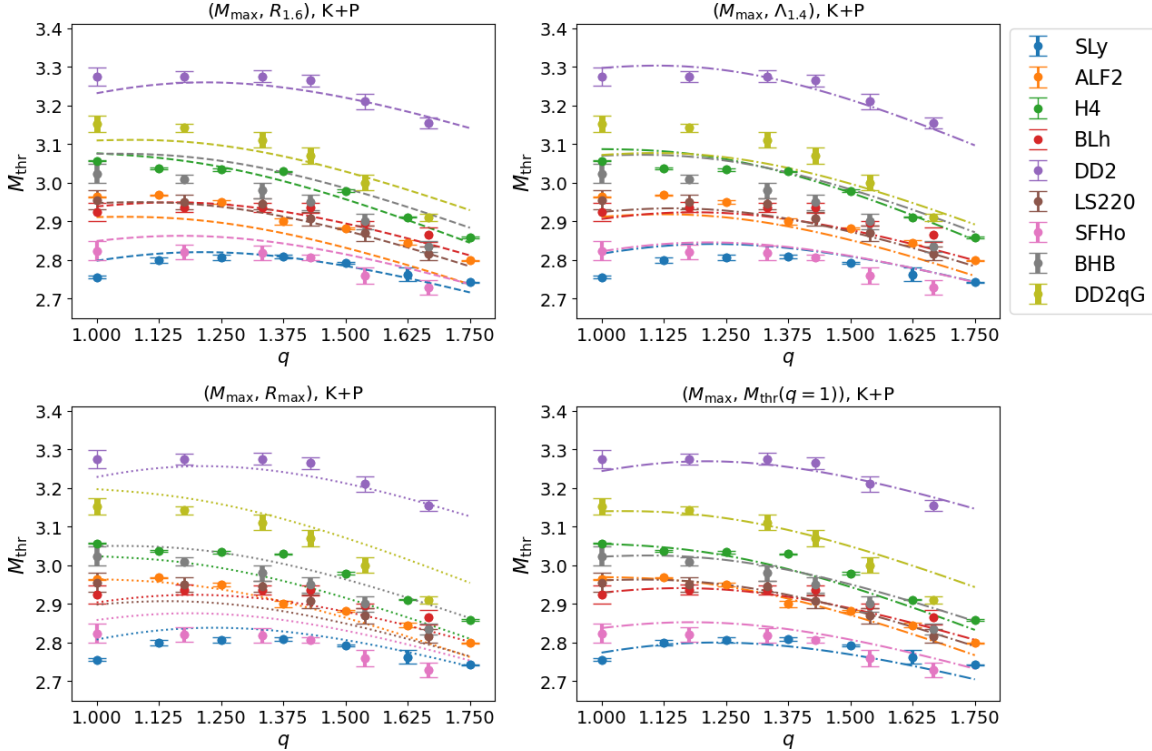 (M_max, R_1.6), K+P
3.4
3.3
3.2
3.1
3.0
2.9
2.8
2.7
M_thr
1.000 1.125 1.250 1.375 1.500 1.625 1.750
q
(M_max, Λ_1.4), K+P
3.4
3.3
3.2
3.1
3.0
2.9
2.8
2.7
M_thr
1.000 1.125 1.250 1.375 1.500 1.625 1.750
q
SLy
ALF2
H4
BLh
DD2
LS220
SFHo
BHB
DD2qG
(M_max, R_max), K+P
3.4
3.3
3.2
3.1
3.0
2.9
2.8
2.7
M_thr
1.000 1.125 1.250 1.375 1.500 1.625 1.750
q
(M_max, M_thr(q = 1)), K+P
3.4
3.3
3.2
3.1
3.0
2.9
2.8
2.7
M_thr
1.000 1.125 1.250 1.375 1.500 1.625 1.750
q